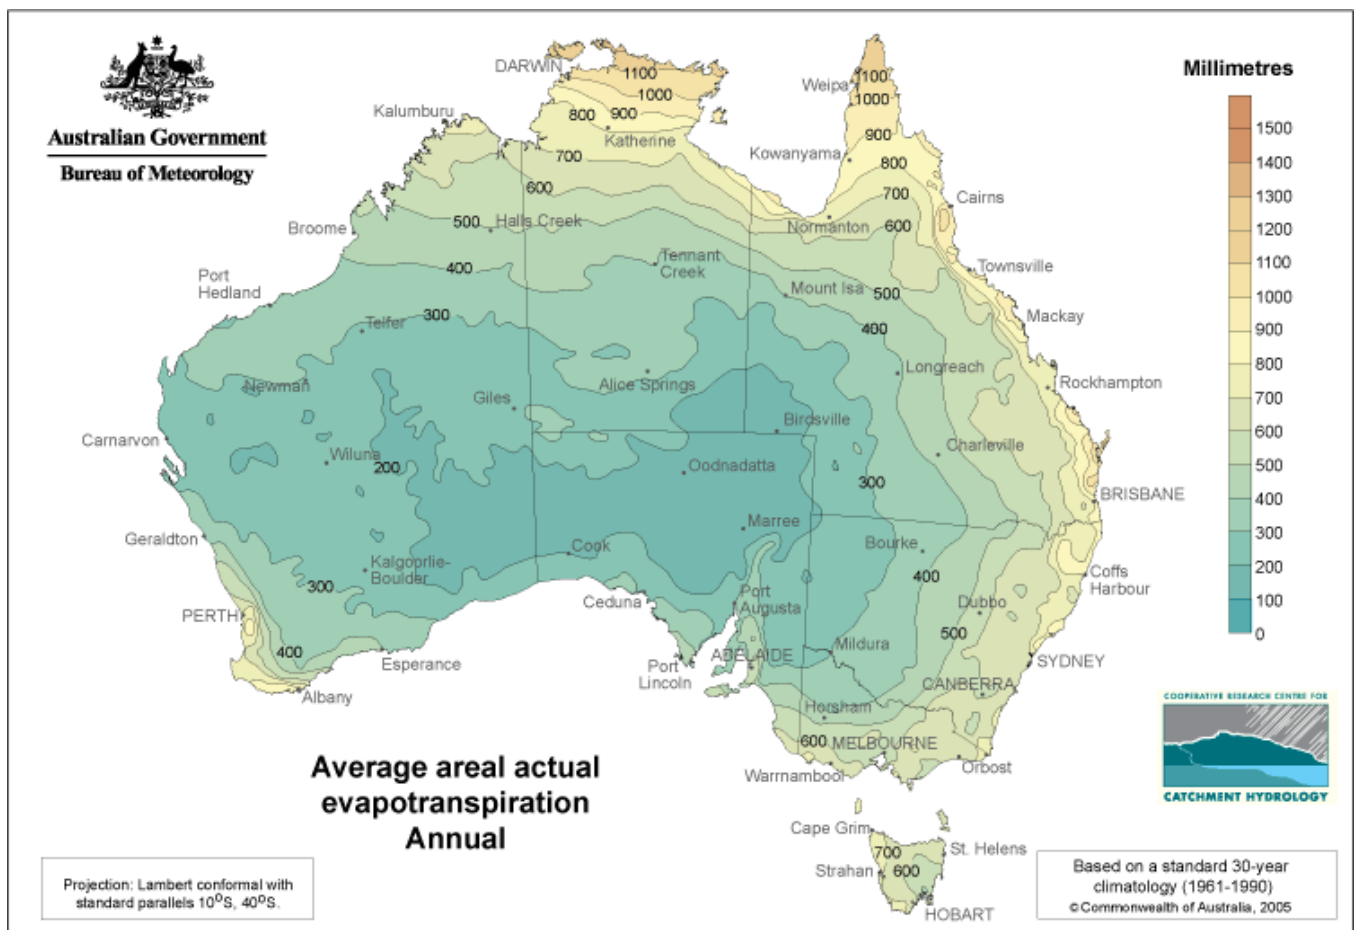 Australian Government
Bureau of Meteorology
Millimetres
1500
1400
1300
1200
1100
1000
900
800
700
600
500
400
300
200
100
0
DARWIN
1100
1000
900
800
Katherine
700
600
Kalumburu
Weipa
1100
1000
900
Kowanyama
800
700
600
Cairns
Normanton
Townsville
Broome
500
Halls Creek
400
Tennant
Creek
Mount Isa
500
400
Mackay
Port
Hedland
Telfer
300
Newman
Giles
Alice Springs
Longreach
Rockhampton
Birdsville
Carnarvon
Wiluna
200
Oodnadatta
Charleville
300
BRISBANE
Geraldton
Marree
Cook
Bourke
Kalgoorlie-
Boulder
300
400
Coffs
Harbour
PERTH
Ceduna
Port
Augusta
Dubbo
500
400
Esperance
Albany
Port
Lincoln
ADELAIDE
Mildura
SYDNEY
CANBERRA
Horsham
600
MELBOURNE
Warrnambool
Orbost
Cape Grim
700
St. Helens
Strahan
600
HOBART
Average areal actual
evapotranspiration
Annual
COOPERATIVE RESEARCH CENTRE FOR
CATCHMENT HYDROLOGY
Projection: Lambert conformal with
standard parallels 10⁰S, 40⁰S.
Based on a standard 30-year
climatology (1961-1990)
© Commonwealth of Australia, 2005